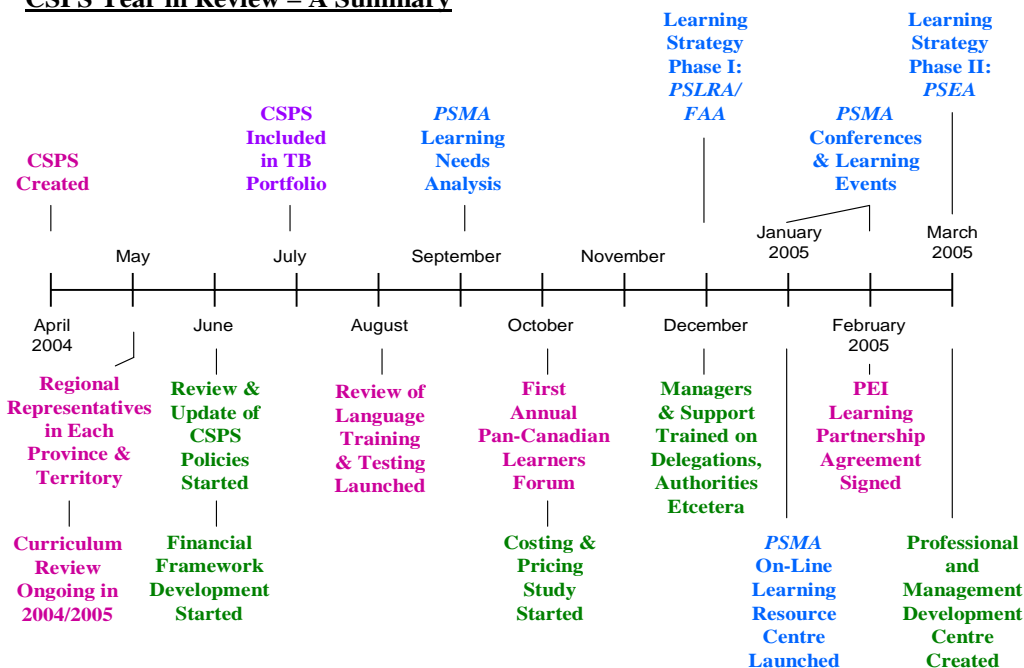 CSPS Year in Review – A Summary
CSPS
Created
CSPS
Included
in TB
Portfolio
PSMA
Learning
Needs
Analysis
Learning
Strategy
Phase I:
PSLRA/
FAA
PSMA
Conferences
& Learning
Events
Learning
Strategy
Phase II:
PSEA
May
July
September
November
January
2005
March
2005
April
2004
June
August
October
December
February
2005
Regional
Representatives
in Each
Province &
Territory
Review &
Update of
CSPS
Policies
Started
Review of
Language
Training
& Testing
Launched
First
Annual
Pan-Canadian
Learners
Forum
Managers
& Support
Trained on
Delegations,
Authorities
Etcetera
PEI
Learning
Partnership
Agreement
Signed
Curriculum
Review
Ongoing in
2004/2005
Financial
Framework
Development
Started
Costing &
Pricing
Study
Started
PSMA
On-Line
Learning
Resource
Centre
Launched
Professional
and
Management
Development
Centre
Created